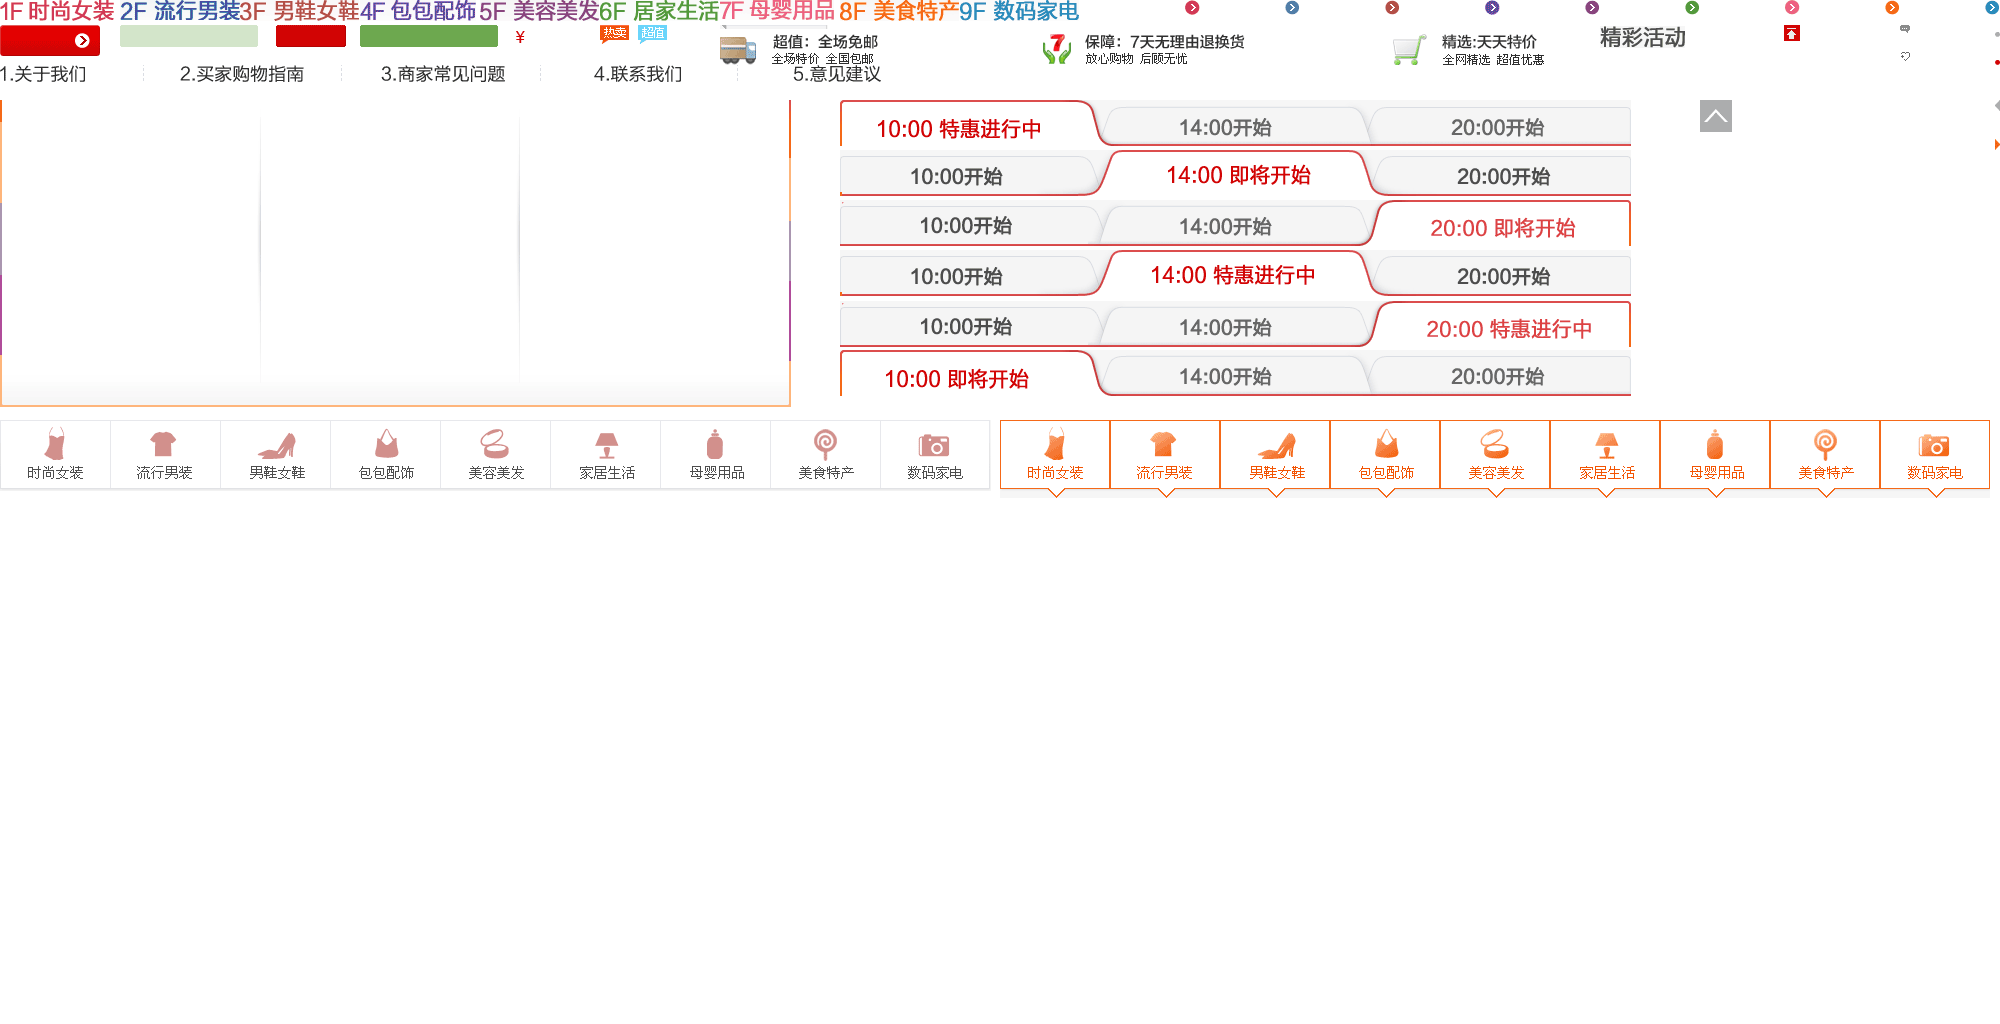 1F 时尚女装 2F 流行男装 3F 男鞋女鞋 4F 包包配饰 5F 美容美发 6F 居家生活 7F 母婴用品 8F 美食特产 9F 数码家电
¥ 热卖 超值 超值：全场免邮 保障：7天无理由退换货 精选:天天特价 精彩活动
全场特价 全国包邮 7 放心购物 后顾无忧 全网精选 超值优惠
1.关于我们 2.买家购物指南 3.商家常见问题 4.联系我们 5.意见建议
10:00 特惠进行中 14:00开始 20:00开始
10:00开始 14:00 即将开始 20:00开始
10:00开始 14:00开始 20:00 即将开始
10:00开始 14:00 特惠进行中 20:00开始
10:00开始 14:00开始 20:00 特惠进行中
10:00 即将开始 14:00开始 20:00开始
时尚女装 流行男装 男鞋女鞋 包包配饰 美容美发 家居生活 母婴用品 美食特产 数码家电 时尚女装 流行男装 男鞋女鞋 包包配饰 美容美发 家居生活 母婴用品 美食特产 数码家电